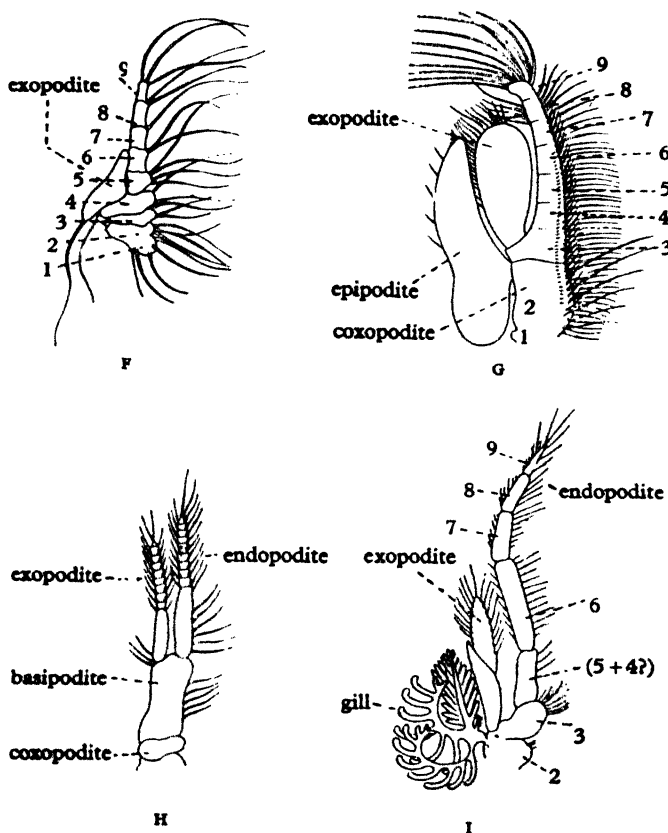 exopodite
9
8
7
6
5
4
3
2
1
F
exopodite
epipodite
coxopodite
9
8
7
6
5
4
3
2
1
G
exopodite
endopodite
basipodite
coxopodite
H
9
endopodite
8
7
exopodite
6
(5 + 4?)
gill
3
2
I